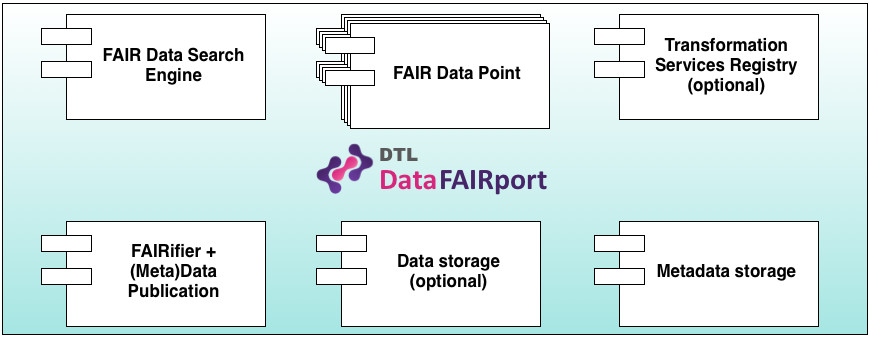 FAIR Data Search
Engine
FAIR Data Point
Transformation
Services Registry
(optional)
DTL
DataFAIRport
FAIRifier +
(Meta)Data
Publication
Data storage
(optional)
Metadata storage